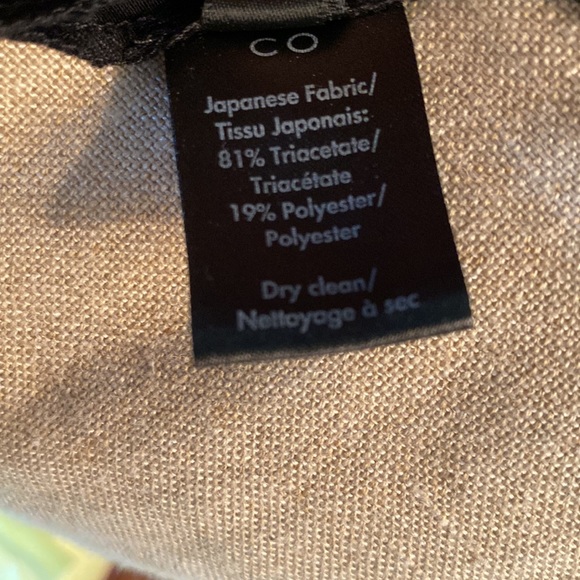 CO
Japanese Fabric/
Tissu Japonais:
81% Triacetate/
Triacétate
19% Polyester/
Polyester
Dry clean/
Nettoyage à sec